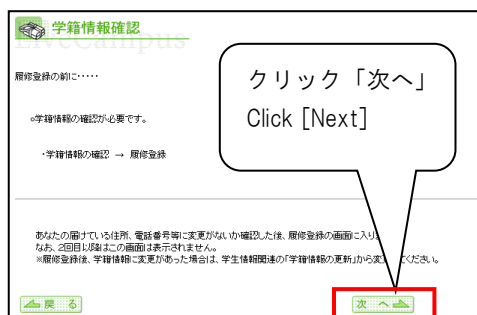 学籍情報確認
LiveCampus
履修登録の前に・・・・・
○学籍情報の確認が必要です。
・学籍情報の確認 → 履修登録
クリック「次へ」
Click [Next]
あなたの届けている住所、電話番号等に変更がないか確認した後、履修登録の画面に入り
なお、2回目以降はこの画面は表示されません。
※履修登録後、学籍情報に変更があった場合は、学生情報関連の「学籍情報の更新」から変 てください。
戻 る
次 へ